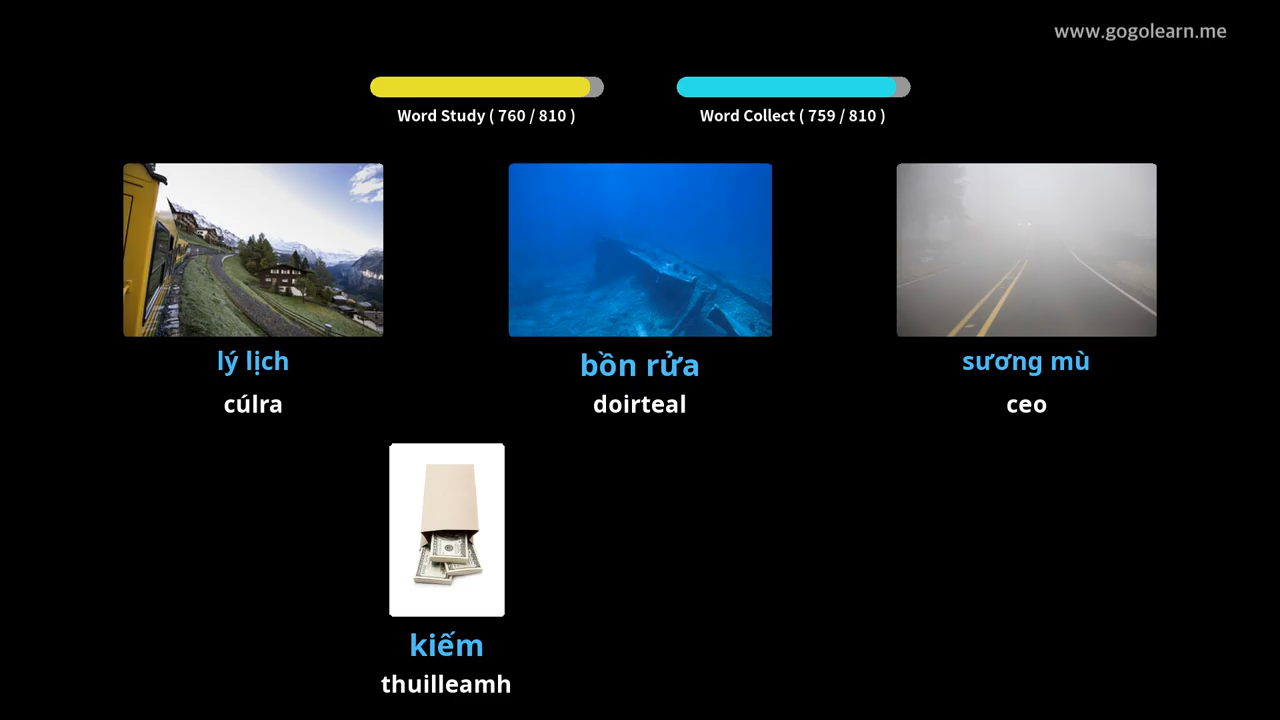 www.gogolearn.me
Word Study ( 760 / 810 )
Word Collect ( 759 / 810 )
lý lịch
cúlra
bồn rửa
doirteal
sương mù
ceo
kiếm
thuilleamh